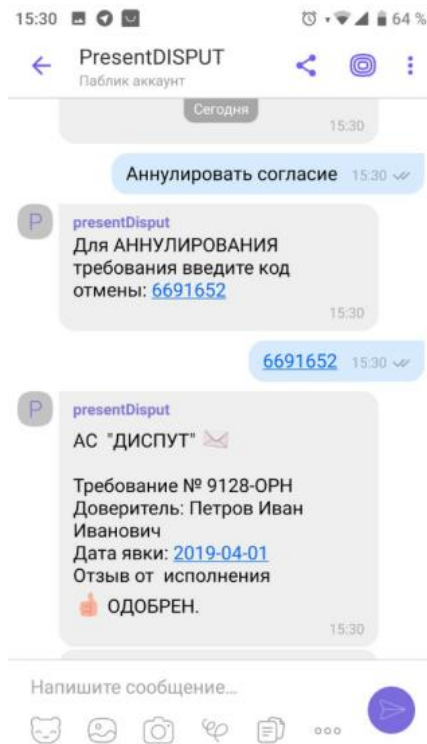 15:30 64 %
PresentDISPUT
Паблик аккаунт
Сегодня
15:30
Аннулировать согласие 15:30
P presentDisput
Для АННУЛИРОВАНИЯ
требования введите код
отмены: 6691652
15:30
6691652 15:30
P presentDisput
АС "ДИСПУТ"
Требование № 9128-ОРН
Доверитель: Петров Иван
Иванович
Дата явки: 2019-04-01
Отзыв от исполнения
ОДОБРЕН.
15:30
Напишите сообщение...